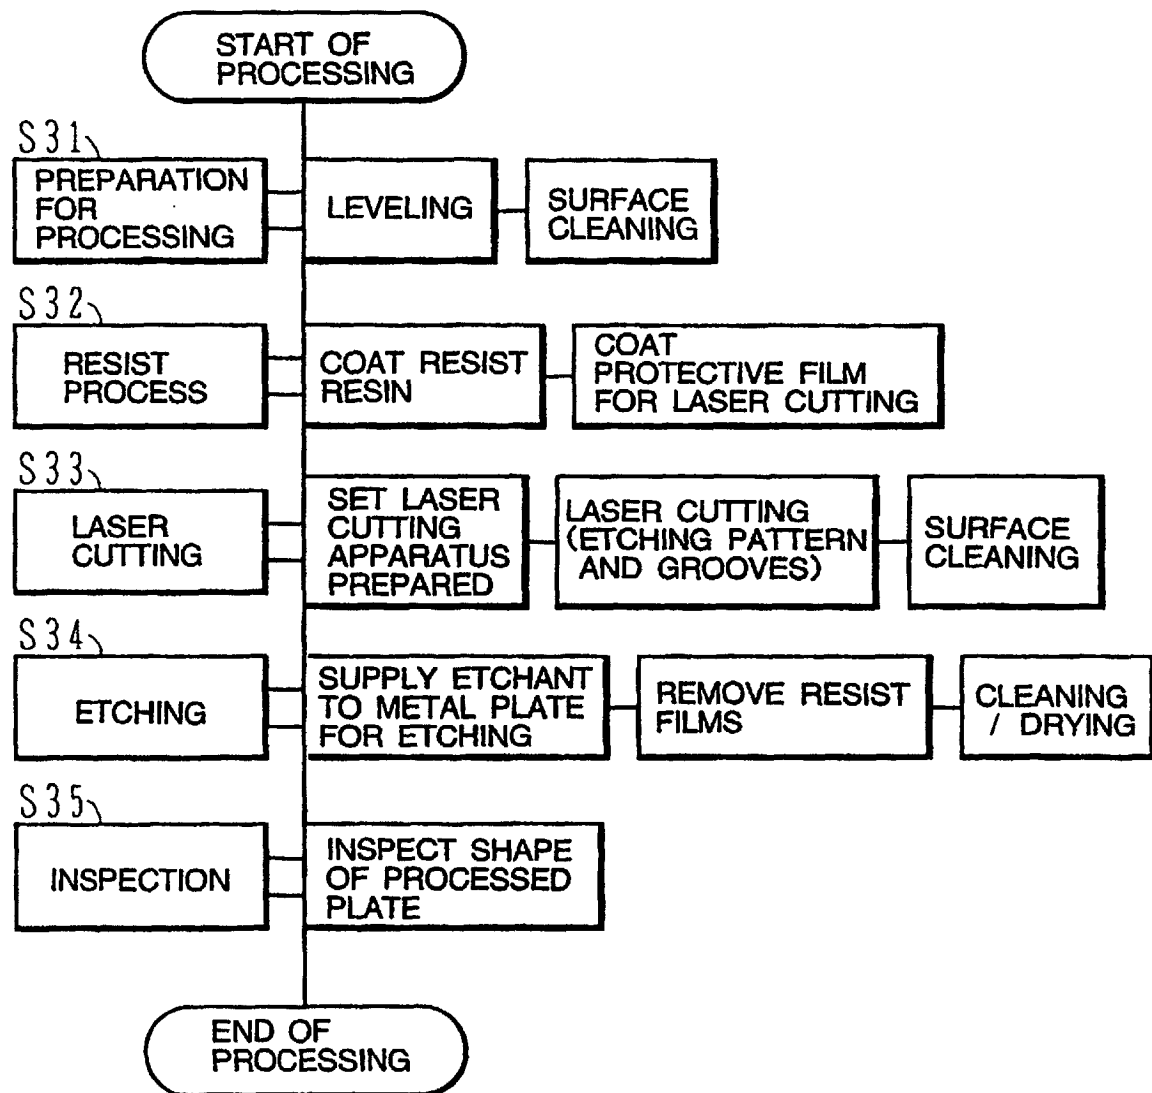 START OF
PROCESSING
S31
PREPARATION
FOR
PROCESSING
LEVELING
SURFACE
CLEANING
S32
RESIST
PROCESS
COAT RESIST
RESIN
COAT
PROTECTIVE FILM
FOR LASER CUTTING
S33
LASER
CUTTING
SET LASER
CUTTING
APPARATUS
PREPARED
LASER CUTTING
(ETCHING PATTERN
AND GROOVES)
SURFACE
CLEANING
S34
ETCHING
SUPPLY ETCHANT
TO METAL PLATE
FOR ETCHING
REMOVE RESIST
FILMS
CLEANING
/ DRYING
S35
INSPECTION
INSPECT SHAPE
OF PROCESSED
PLATE
END OF
PROCESSING